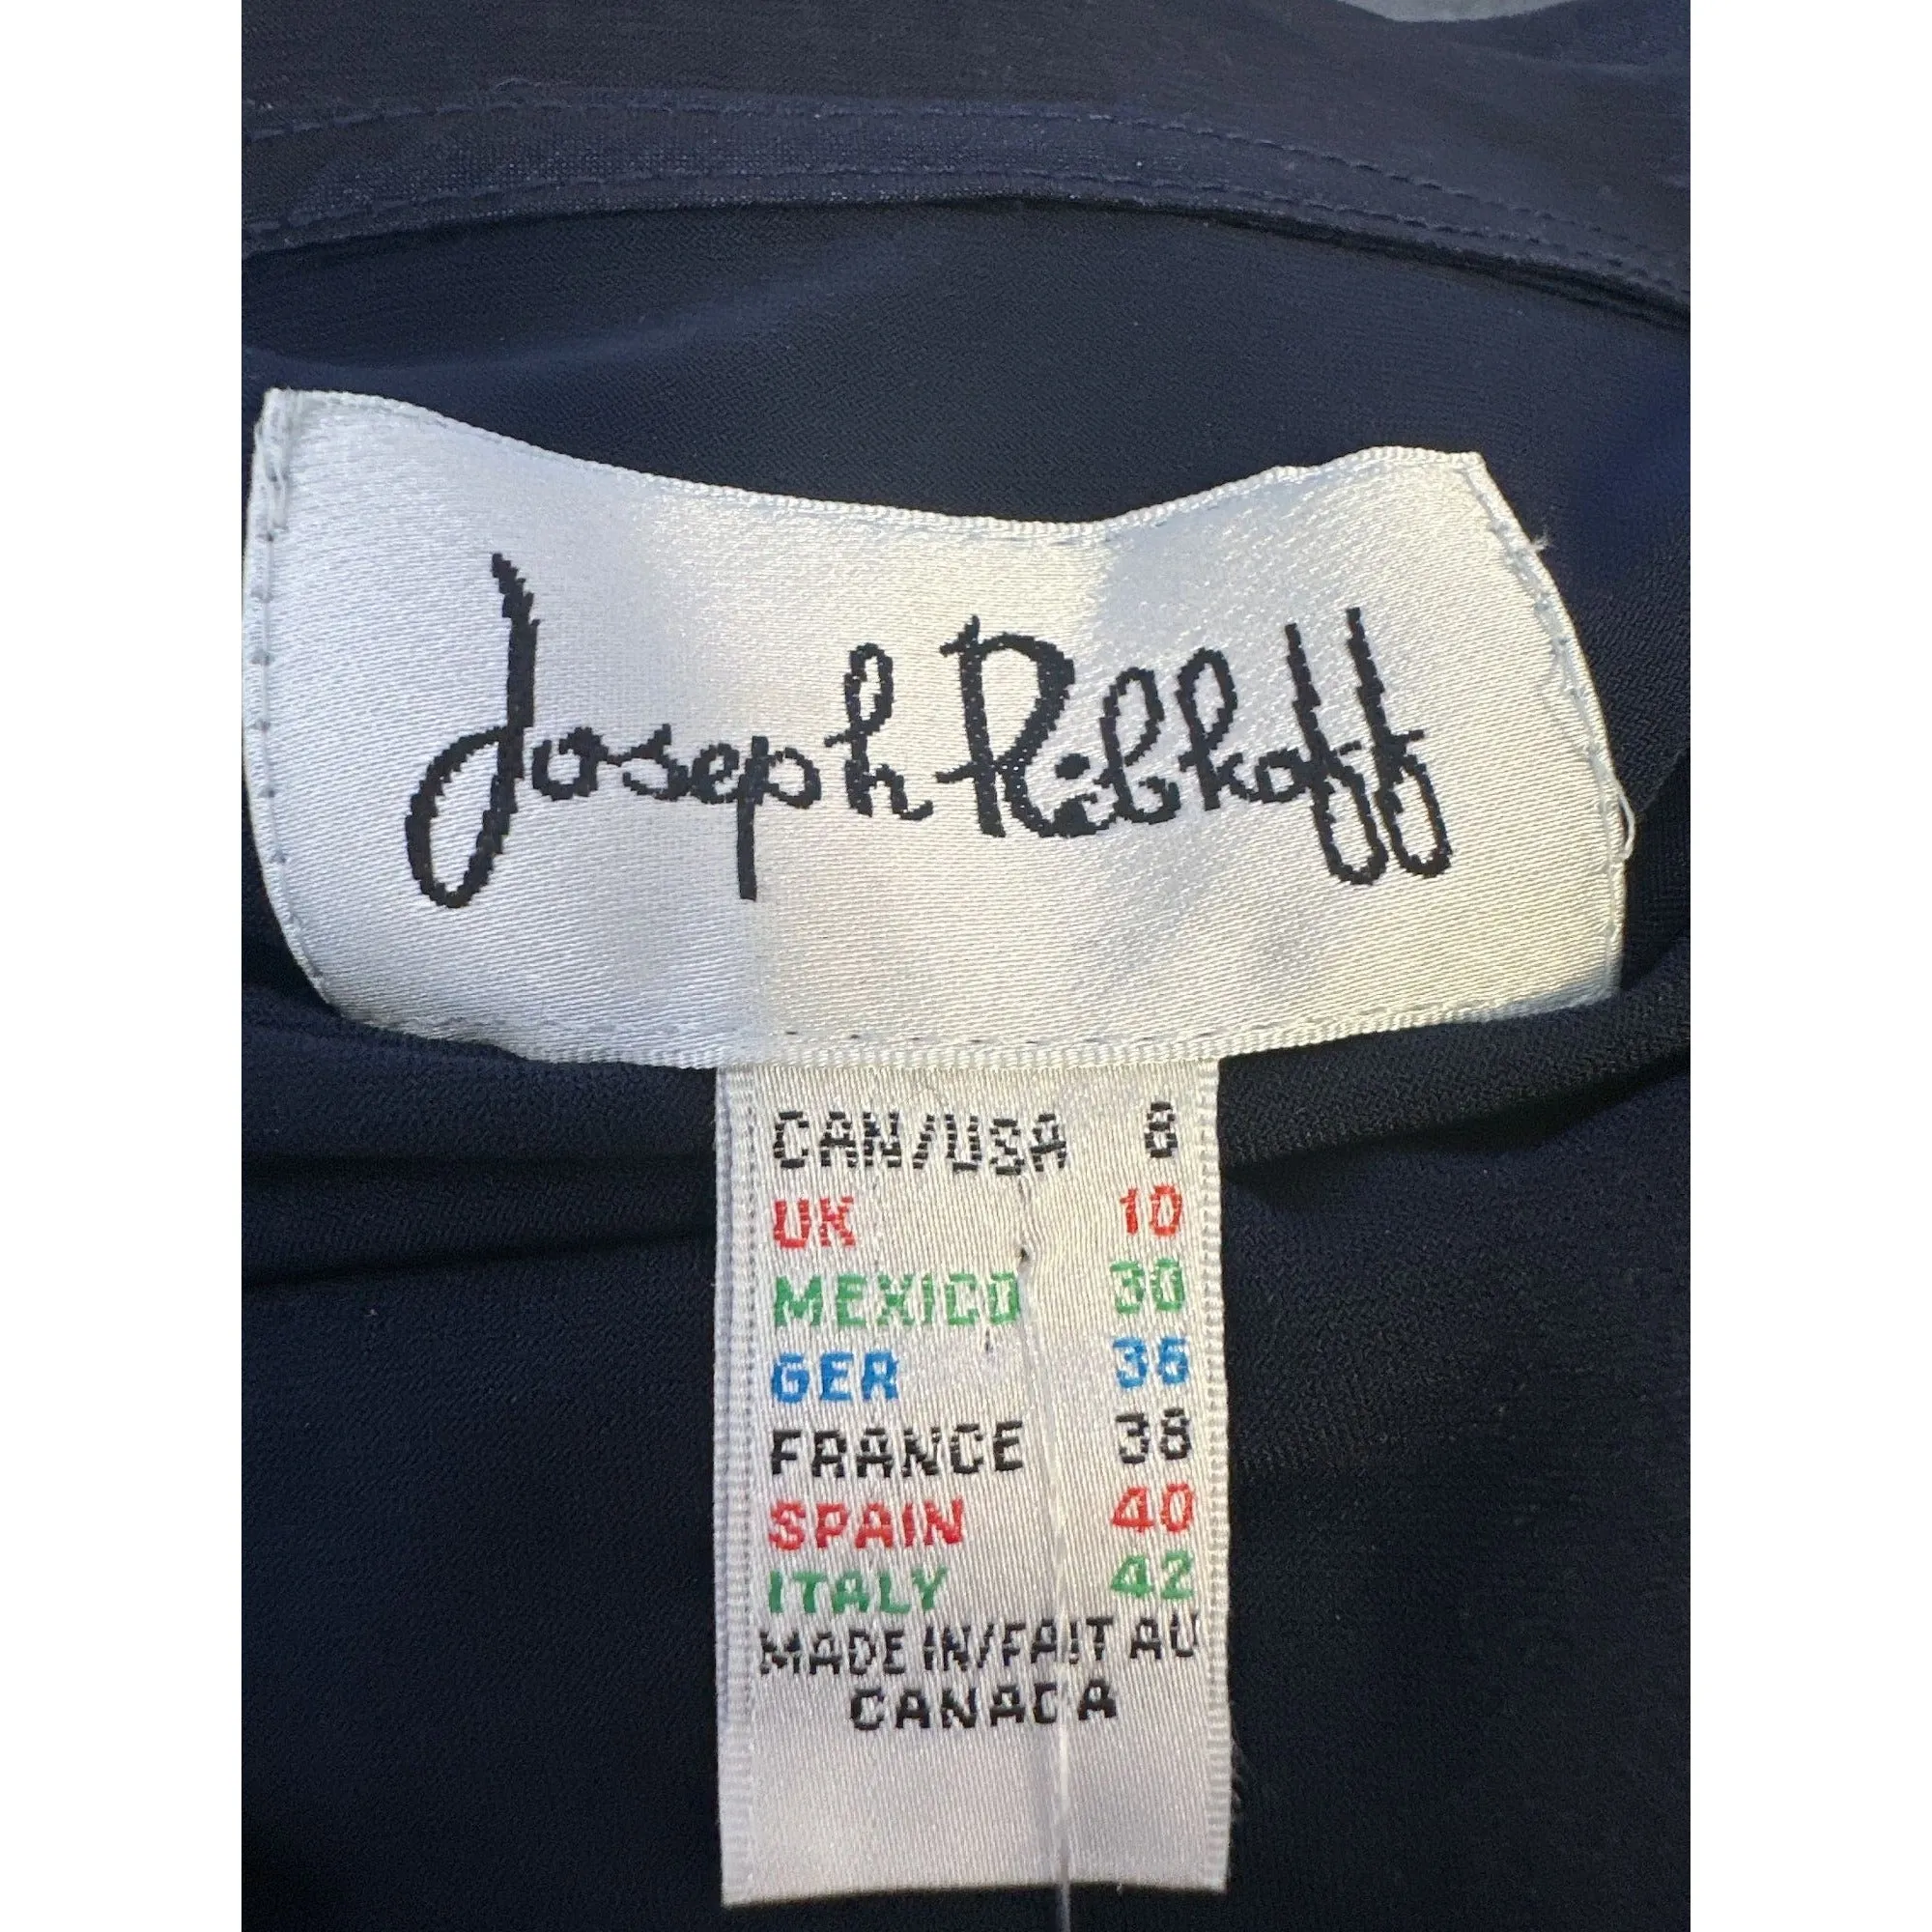 Joseph Ribkoff
CAN/USA 8
UK 10
MEXICO 30
GER 36
FRANCE 38
SPAIN 40
ITALY 42
MADE IN/FAIT AU
CANADA